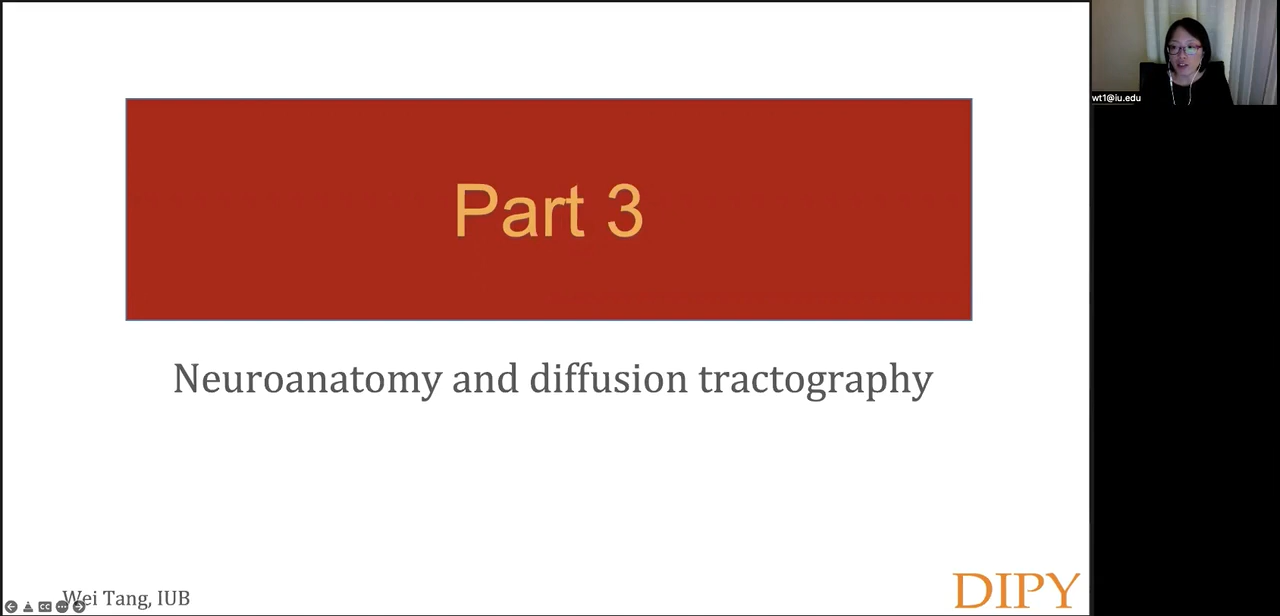 Part 3
Neuroanatomy and diffusion tractography
Wei Tang, IUB
DIPY
wt1@iu.edu